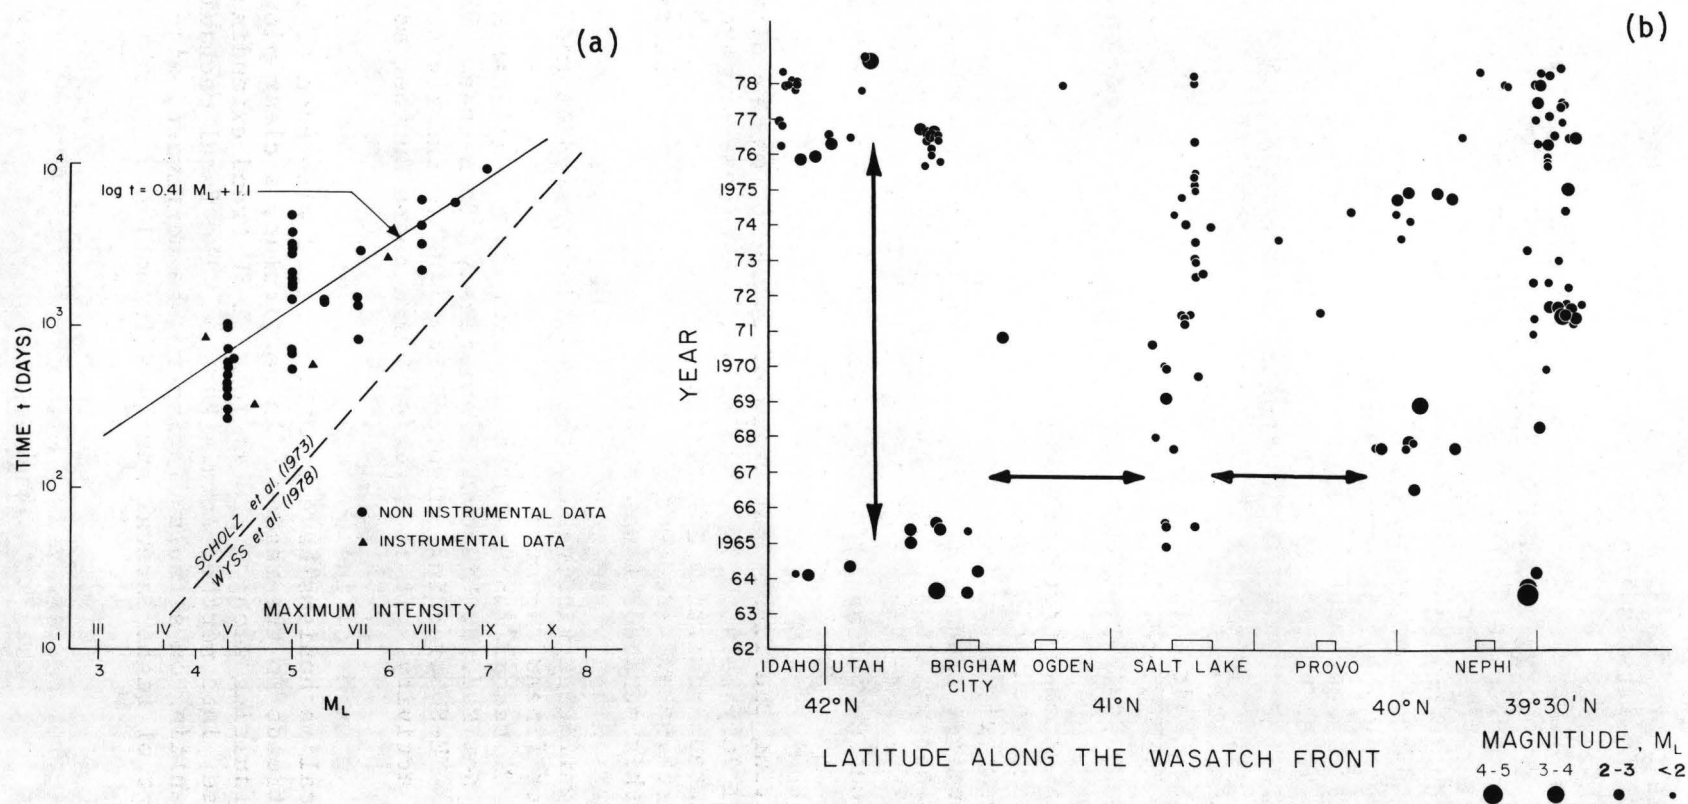 (a)
10⁴
log t = 0.41 M_L + 1.1
10³
TIME t (DAYS)
10²
SCHOLZ et al. (1973)
WYSS et al. (1978)
● NON INSTRUMENTAL DATA
▲ INSTRUMENTAL DATA
MAXIMUM INTENSITY
III IV V VI VII VIII IX X
10¹
3 4 5 6 7 8
M_L
(b)
78
77
76
1975
74
73
72
71
1970
69
68
67
66
1965
64
63
62
YEAR
IDAHO UTAH BRIGHAM CITY OGDEN SALT LAKE PROVO NEPHI
42°N 41°N 40°N 39°30' N
LATITUDE ALONG THE WASATCH FRONT
MAGNITUDE, M_L
4-5 3-4 2-3 <2